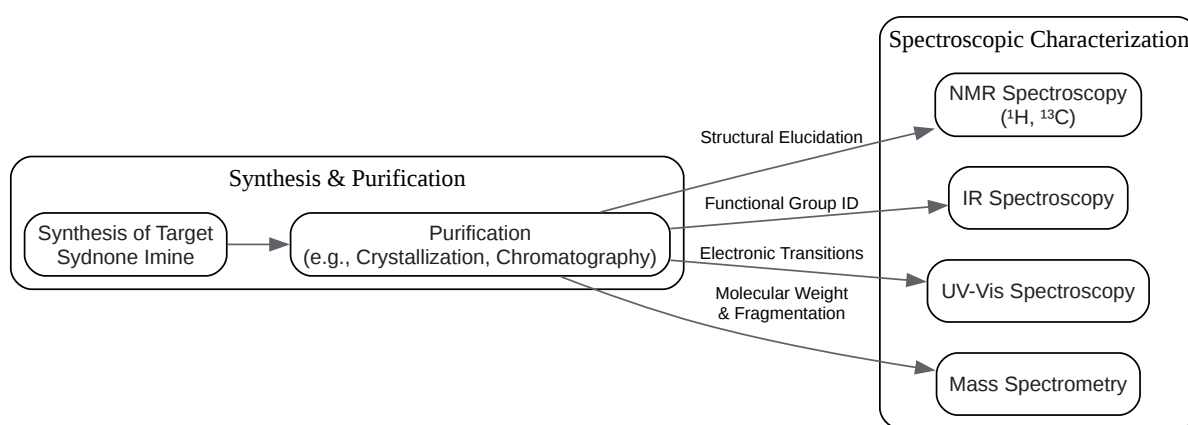 Synthesis & Purification
Synthesis of Target
Sydnone Imine
Purification
(e.g., Crystallization, Chromatography)
Structural Elucidation
Functional Group ID
Electronic Transitions
Molecular Weight
& Fragmentation
Spectroscopic Characterization
NMR Spectroscopy
(¹H, ¹³C)
IR Spectroscopy
UV-Vis Spectroscopy
Mass Spectrometry